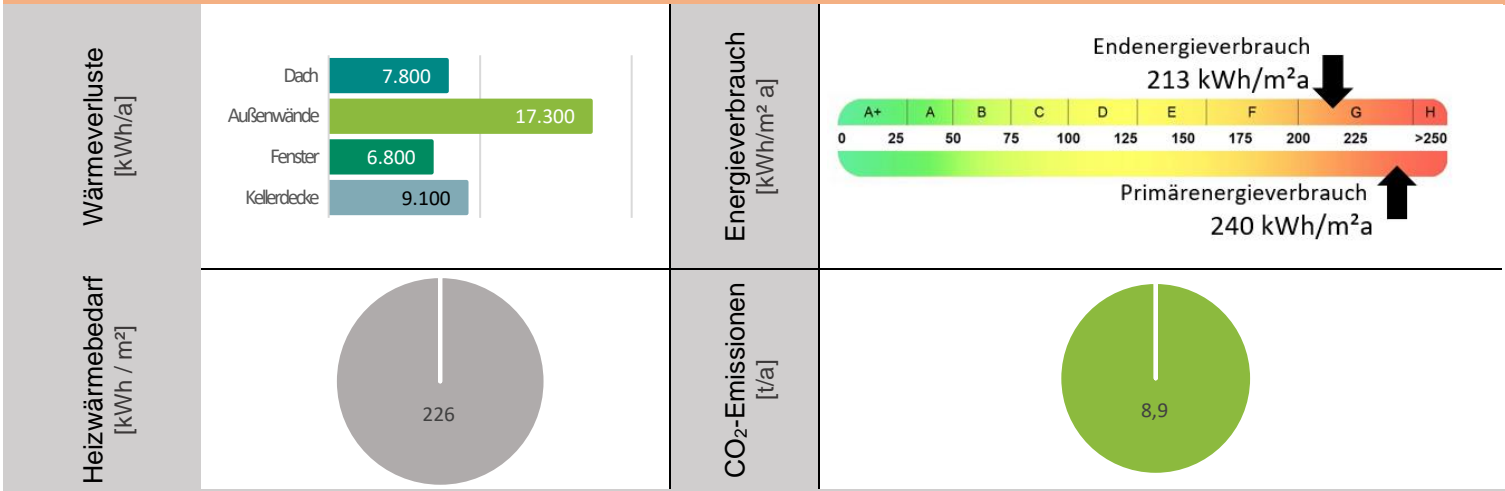 Wärmeverluste
[kWh/a]
Dach
7.800
Außenwände
17.300
Fenster
6.800
Kellerdecke
9.100
Energieverbrauch
[kWh/m² a]
Endenergieverbrauch
213 kWh/m²a
A+ A B C D E F G H
0 25 50 75 100 125 150 175 200 225 >250
Primärenergieverbrauch
240 kWh/m²a
Heizwärmebedarf
[kWh / m²]
226
CO₂-Emissionen
[t/a]
8,9